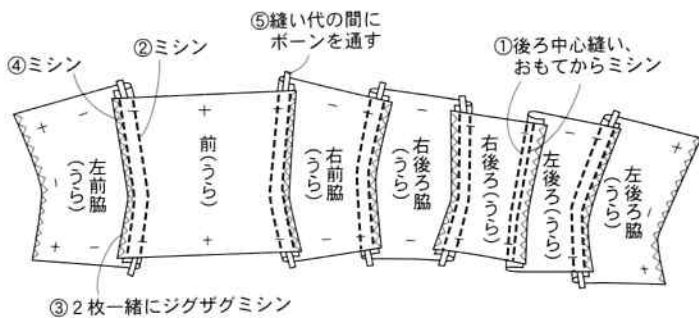 ⑤縫い代の間に
ボーンを通す
②ミシン
④ミシン
①後ろ中心縫い、
おもてからミシン
左前脇
(うら)
前(うら)
右前脇
(うら)
右後ろ脇
(うら)
右後ろ(うら)
左後ろ(うら)
左後ろ脇
(うら)
③2枚一緒にジグザグミシン